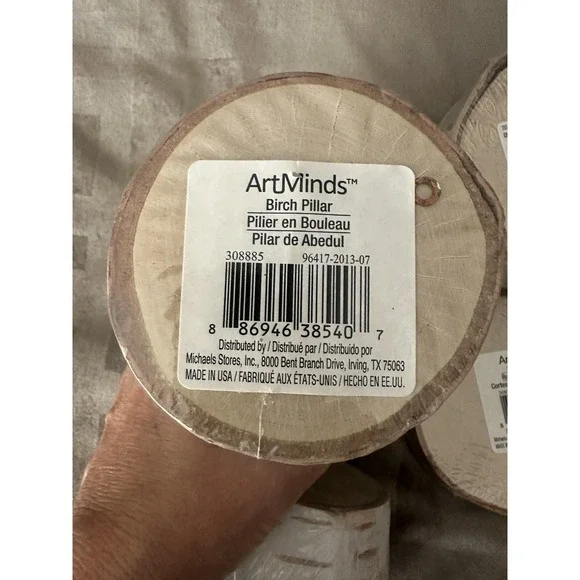 ArtMinds™
Birch Pillar
Pilier en Bouleau
Pilar de Abedul
308885 96417-2013-07
8 86946 38540 7
Distributed by / Distribué par / Distribuido por
Michaels Stores, Inc., 8000 Bent Branch Drive, Irving, TX 75063
MADE IN USA / FABRIQUÉ AUX ÉTATS-UNIS / HECHO EN EE.UU.
Art